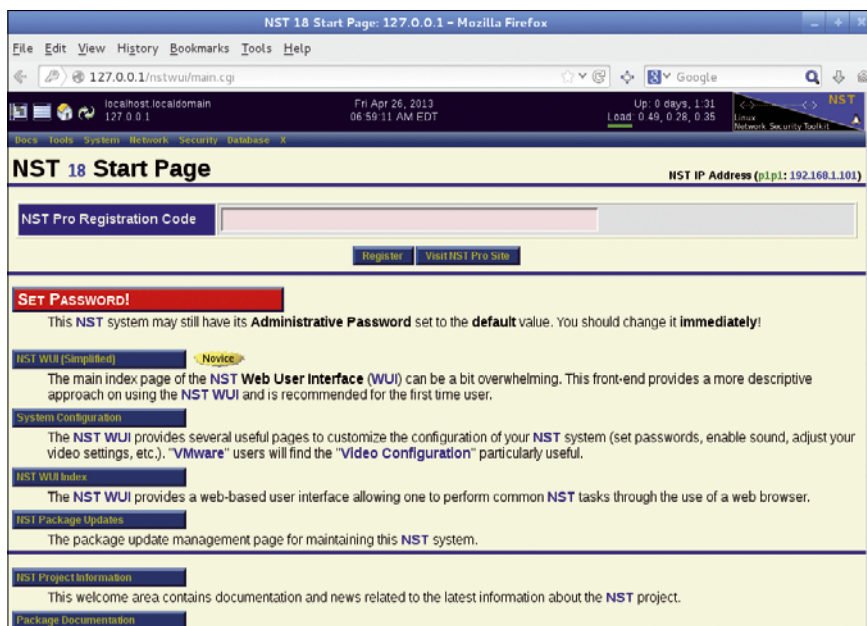 NST 18 Start Page: 127.0.0.1 – Mozilla Firefox
File Edit View History Bookmarks Tools Help
127.0.0.1/nstwui/main.cgi
Google
localhost.localdomain
127.0.0.1
Fri Apr 26, 2013
06:59:11 AM EDT
Up: 0 days, 1:31
Load: 0.49, 0.28, 0.35
NST
Linux
Network Security Toolkit
Docs Tools System Network Security Database X
NST 18 Start Page
NST IP Address (p1p1: 192.168.1.101)
NST Pro Registration Code
Register Visit NST Pro Site
SET PASSWORD!
This NST system may still have its Administrative Password set to the default value. You should change it immediately!
NST WUI (Simplified) Novice
The main index page of the NST Web User Interface (WUI) can be a bit overwhelming. This front-end provides a more descriptive
approach on using the NST WUI and is recommended for the first time user.
System Configuration
The NST WUI provides several useful pages to customize the configuration of your NST system (set passwords, enable sound, adjust your
video settings, etc.). "VMware" users will find the "Video Configuration" particularly useful.
NST WUI Index
The NST WUI provides a web-based user interface allowing one to perform common NST tasks through the use of a web browser.
NST Package Updates
The package update management page for maintaining this NST system.
NST Project Information
This welcome area contains documentation and news related to the latest information about the NST project.
Package Documentation